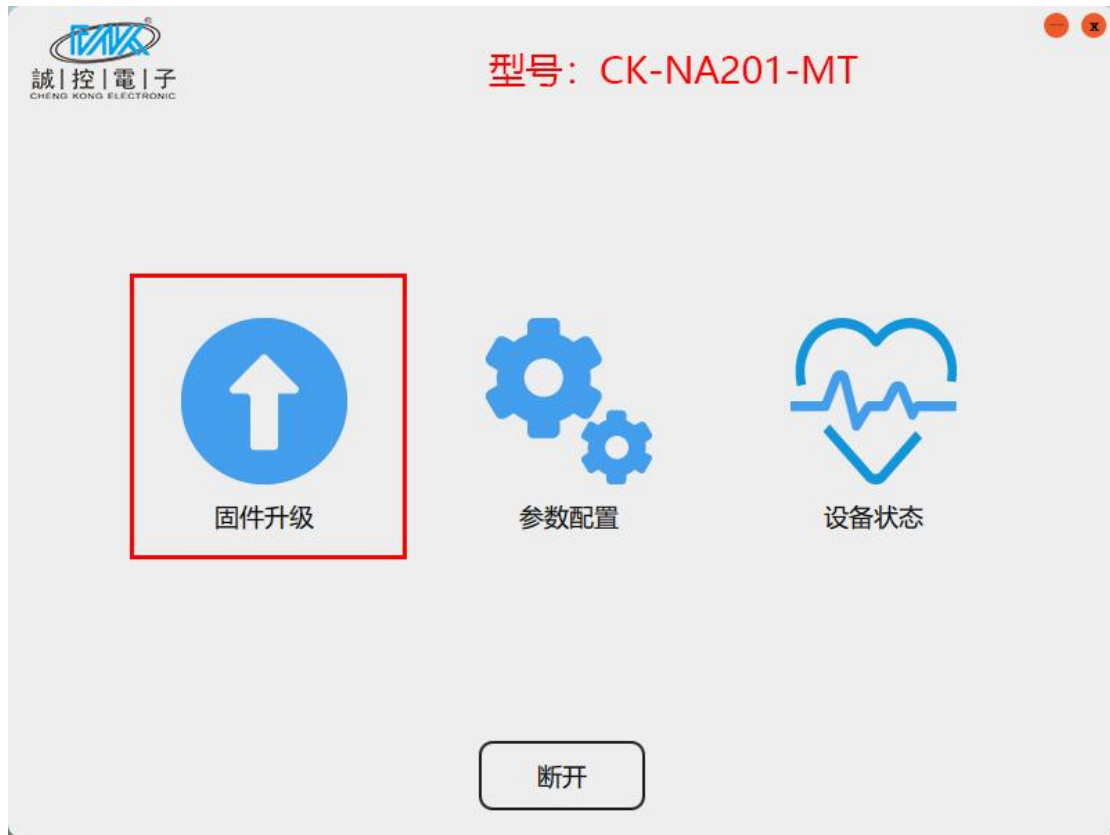 誠|控|電|子
CHENG KONG ELECTRONIC
型号：CK-NA201-MT
x
固件升级
参数配置
设备状态
断开